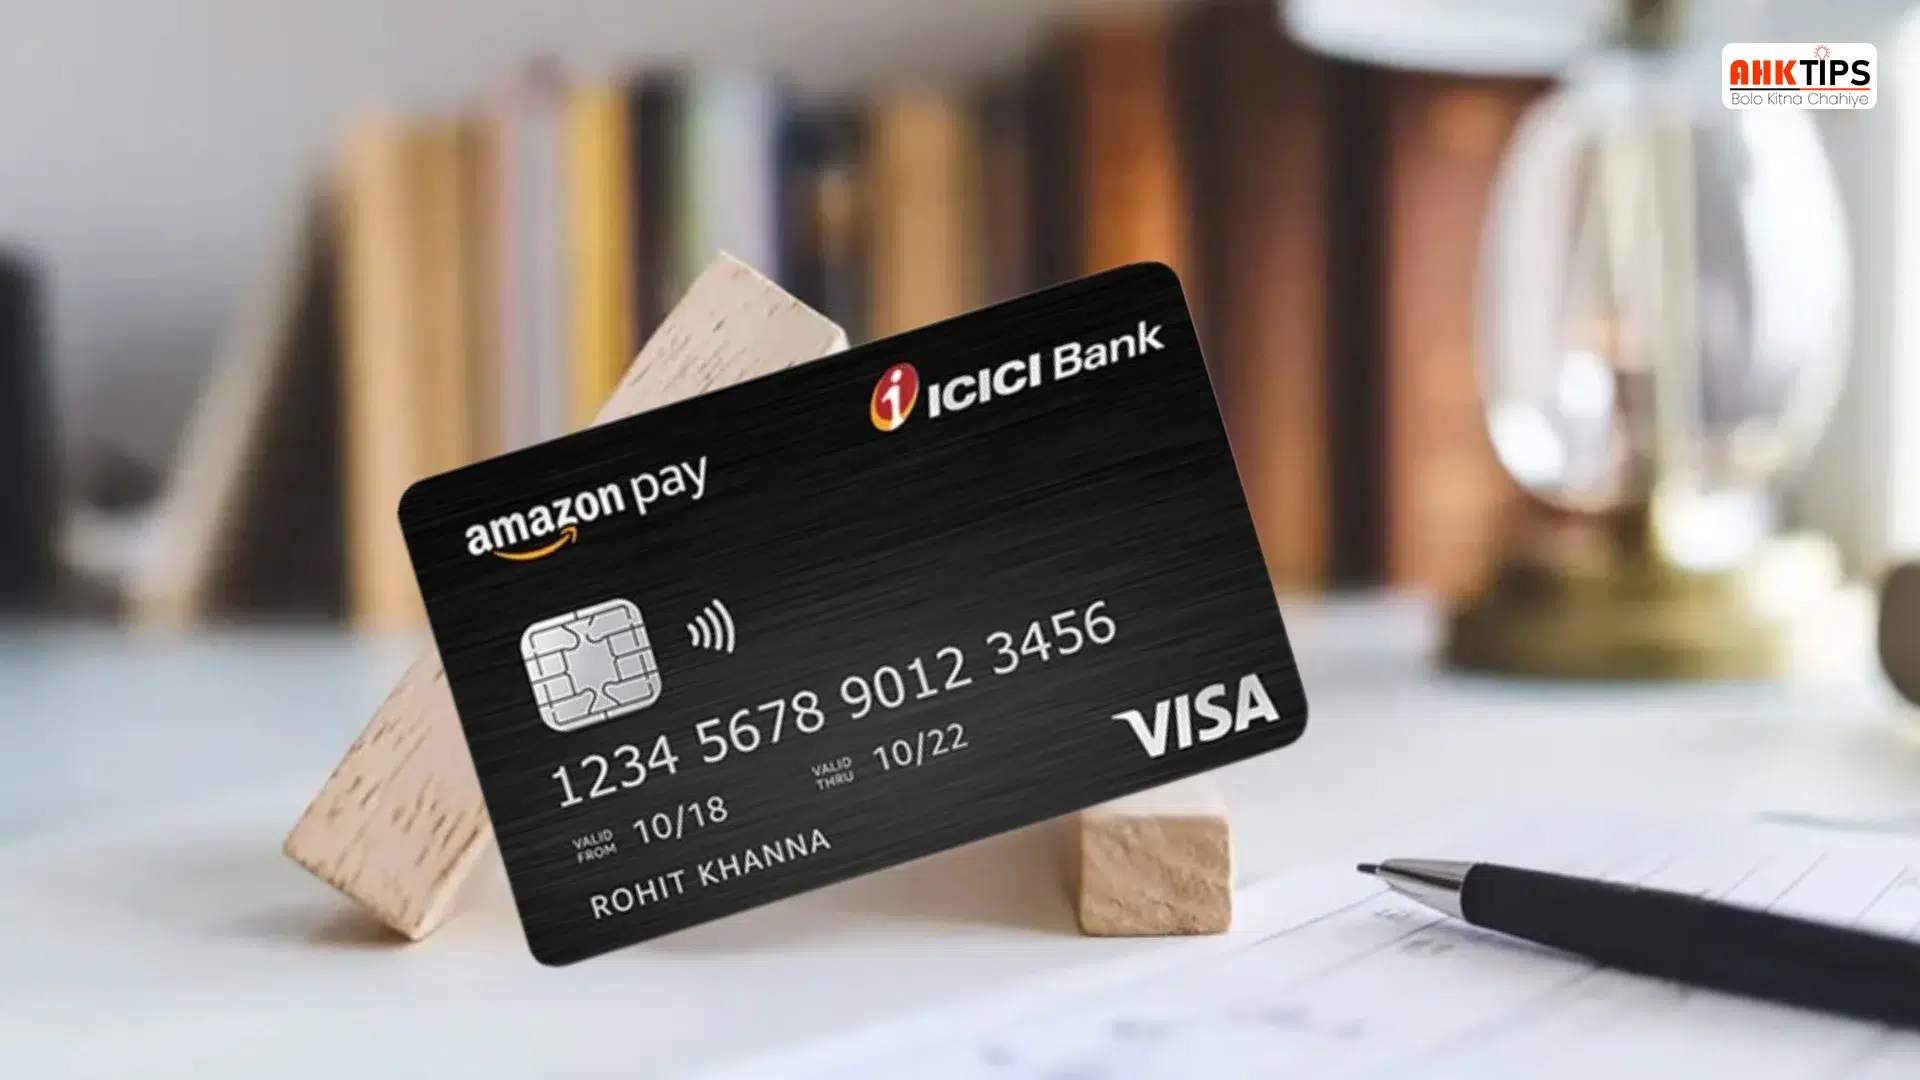 AHKTIPS
Bolo Kitna Chahiye
ICICI Bank
amazon pay
1234 5678 9012 3456
VALID FROM 10/18
VALID THRU 10/22
ROHIT KHANNA
VISA